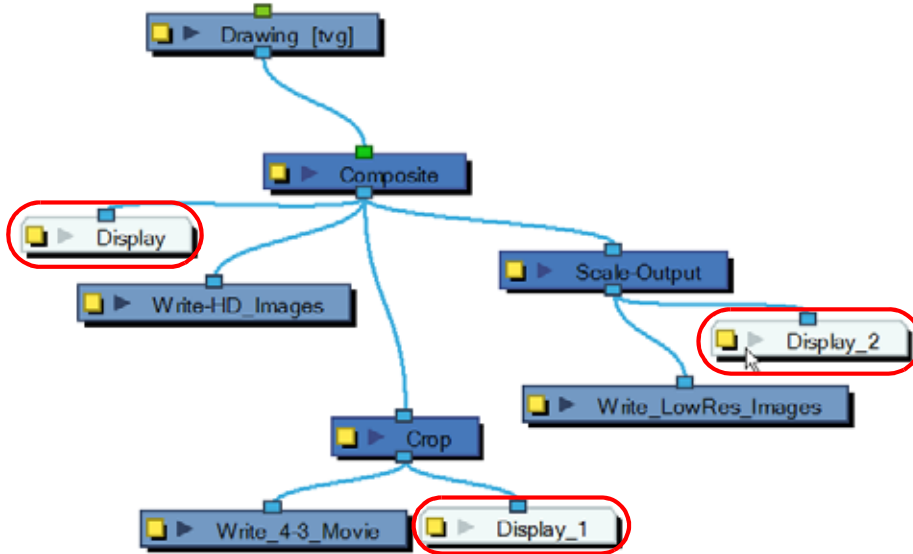 Drawing [tvg]
Composite
Display
Write-HD_Images
Scale-Output
Display_2
Write_LowRes_Images
Crop
Write_4-3_Movie
Display_1